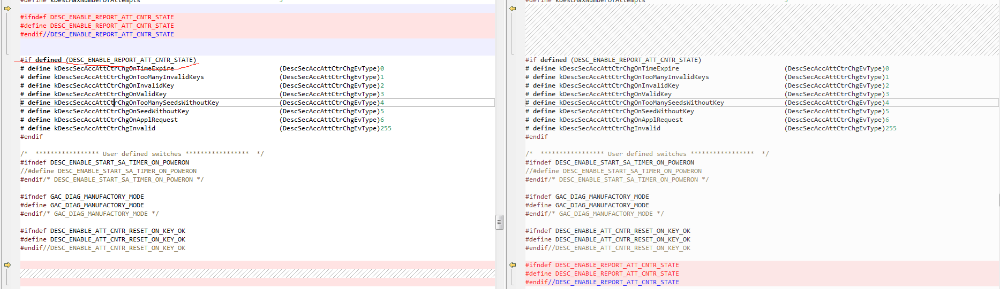 #define kDescMaxNumberOfAttempts 5
#ifndef DESC_ENABLE_REPORT_ATT_CNTR_STATE
#define DESC_ENABLE_REPORT_ATT_CNTR_STATE
#endif//DESC_ENABLE_REPORT_ATT_CNTR_STATE
#if defined (DESC_ENABLE_REPORT_ATT_CNTR_STATE)
# define kDescSecAccAttCtrChgOnTimeExpire (DescSecAccAttCtrChgEvType)0
# define kDescSecAccAttCtrChgOnTooManyInvalidKeys (DescSecAccAttCtrChgEvType)1
# define kDescSecAccAttCtrChgOnInvalidKey (DescSecAccAttCtrChgEvType)2
# define kDescSecAccAttCtrChgOnValidKey (DescSecAccAttCtrChgEvType)3
# define kDescSecAccAttCtrChgOnTooManySeedsWithoutKey (DescSecAccAttCtrChgEvType)4
# define kDescSecAccAttCtrChgOnSeedWithoutKey (DescSecAccAttCtrChgEvType)5
# define kDescSecAccAttCtrChgOnApplRequest (DescSecAccAttCtrChgEvType)6
# define kDescSecAccAttCtrChgInvalid (DescSecAccAttCtrChgEvType)255
#endif
/* ***************** User defined switches ***************** */
#ifndef DESC_ENABLE_START_SA_TIMER_ON_POWERON
//#define DESC_ENABLE_START_SA_TIMER_ON_POWERON
#endif/* DESC_ENABLE_START_SA_TIMER_ON_POWERON */
#ifndef GAC_DIAG_MANUFACTORY_MODE
#define GAC_DIAG_MANUFACTORY_MODE
#endif/* GAC_DIAG_MANUFACTORY_MODE */
#ifndef DESC_ENABLE_ATT_CNTR_RESET_ON_KEY_OK
#define DESC_ENABLE_ATT_CNTR_RESET_ON_KEY_OK
#endif//DESC_ENABLE_ATT_CNTR_RESET_ON_KEY_OK
#define kDescMaxNumberOfAttempts 5
#if defined (DESC_ENABLE_REPORT_ATT_CNTR_STATE)
# define kDescSecAccAttCtrChgOnTimeExpire (DescSecAccAttCtrChgEvType)0
# define kDescSecAccAttCtrChgOnTooManyInvalidKeys (DescSecAccAttCtrChgEvType)1
# define kDescSecAccAttCtrChgOnInvalidKey (DescSecAccAttCtrChgEvType)2
# define kDescSecAccAttCtrChgOnValidKey (DescSecAccAttCtrChgEvType)3
# define kDescSecAccAttCtrChgOnTooManySeedsWithoutKey (DescSecAccAttCtrChgEvType)4
# define kDescSecAccAttCtrChgOnSeedWithoutKey (DescSecAccAttCtrChgEvType)5
# define kDescSecAccAttCtrChgOnApplRequest (DescSecAccAttCtrChgEvType)6
# define kDescSecAccAttCtrChgInvalid (DescSecAccAttCtrChgEvType)255
#endif
/* ***************** User defined switches ***************** */
#ifndef DESC_ENABLE_START_SA_TIMER_ON_POWERON
//#define DESC_ENABLE_START_SA_TIMER_ON_POWERON
#endif/* DESC_ENABLE_START_SA_TIMER_ON_POWERON */
#ifndef GAC_DIAG_MANUFACTORY_MODE
#define GAC_DIAG_MANUFACTORY_MODE
#endif/* GAC_DIAG_MANUFACTORY_MODE */
#ifndef DESC_ENABLE_ATT_CNTR_RESET_ON_KEY_OK
#define DESC_ENABLE_ATT_CNTR_RESET_ON_KEY_OK
#endif//DESC_ENABLE_ATT_CNTR_RESET_ON_KEY_OK
#ifndef DESC_ENABLE_REPORT_ATT_CNTR_STATE
#define DESC_ENABLE_REPORT_ATT_CNTR_STATE
#endif//DESC_ENABLE_REPORT_ATT_CNTR_STATE